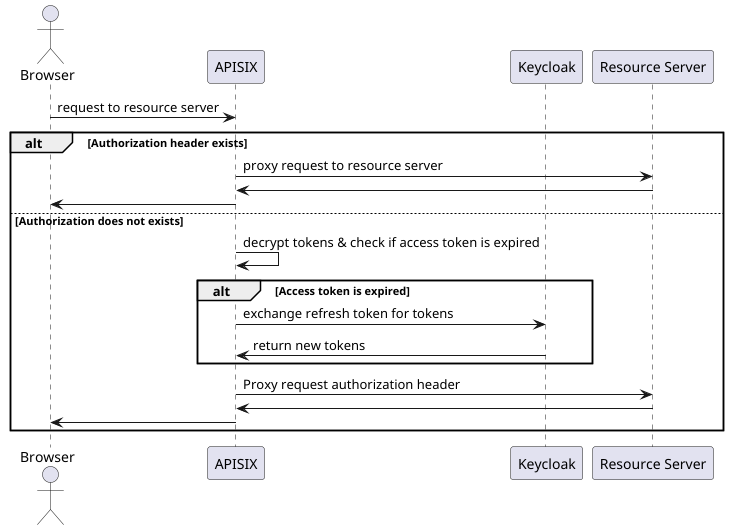 Browser
APISIX
Keycloak
Resource Server
request to resource server
alt [Authorization header exists]
proxy request to resource server
[Authorization does not exists]
decrypt tokens & check if access token is expired
alt [Access token is expired]
exchange refresh token for tokens
return new tokens
Proxy request authorization header
Browser
APISIX
Keycloak
Resource Server